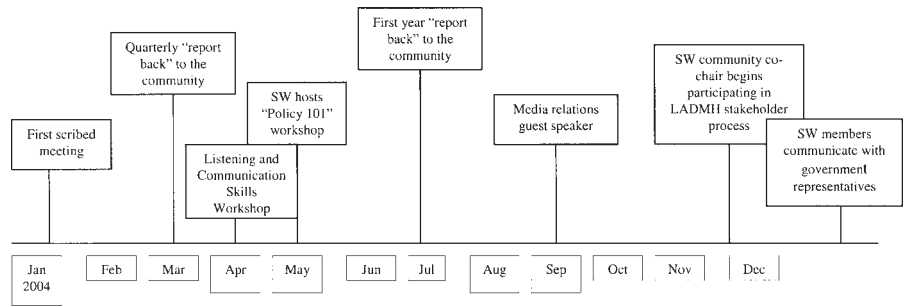 First scribed
meeting
Quarterly “report
back” to the
community
Listening and
Communication
Skills
Workshop
SW hosts
“Policy 101”
workshop
First year “report
back” to the
community
Media relations
guest speaker
SW community co-
chair begins
participating in
LADMH stakeholder
process
SW members
communicate with
government
representatives
Jan
2004
Feb
Mar
Apr
May
Jun
Jul
Aug
Sep
Oct
Nov
Dec